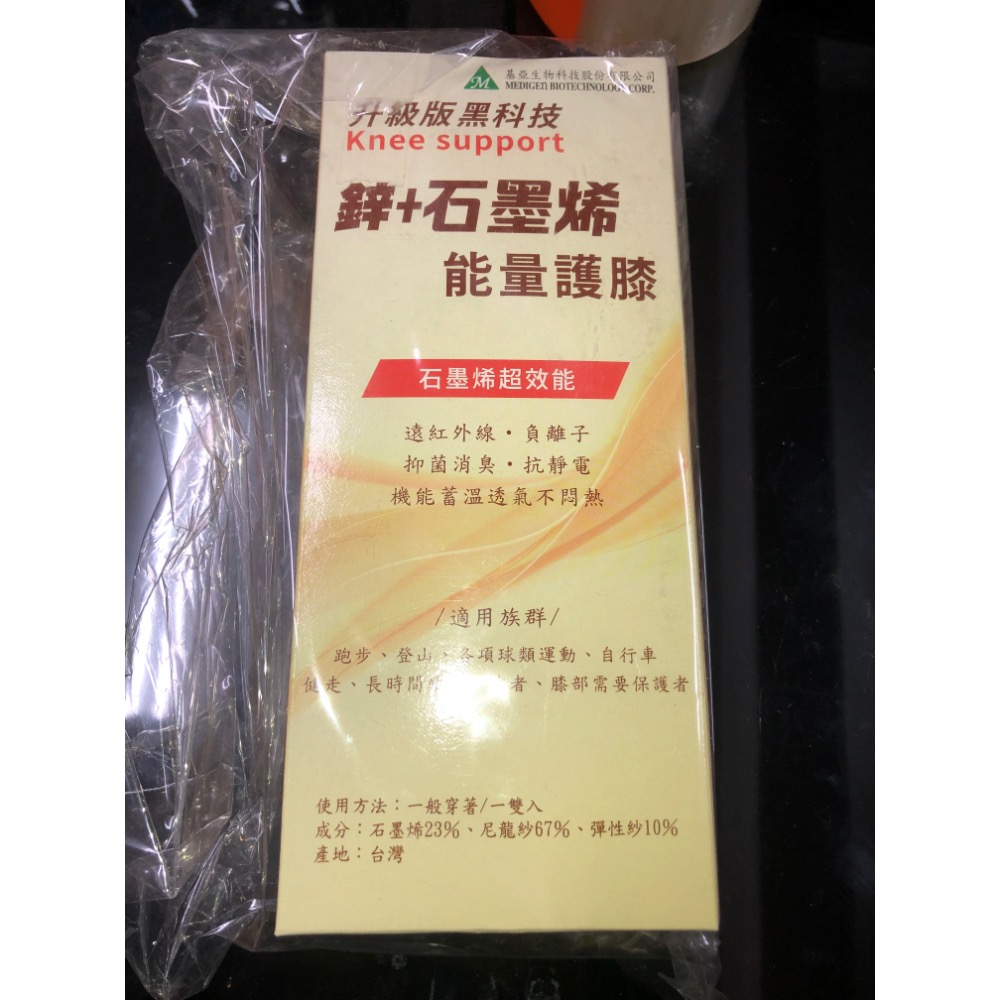 基亞生物科技股份有限公司
MEDIGEN BIOTECHNOLOGY CORP.
M
升級版黑科技
Knee support
鋅+石墨烯
能量護膝
石墨烯超效能
遠紅外線・負離子
抑菌消臭・抗靜電
機能蓄溫透氣不悶熱
/適用族群/
跑步、登山、各項球類運動、自行車
健走、長時間 者、膝部需要保護者
使用方法：一般穿著/一雙入
成分：石墨烯23%、尼龍紗67%、彈性紗10%
產地：台灣